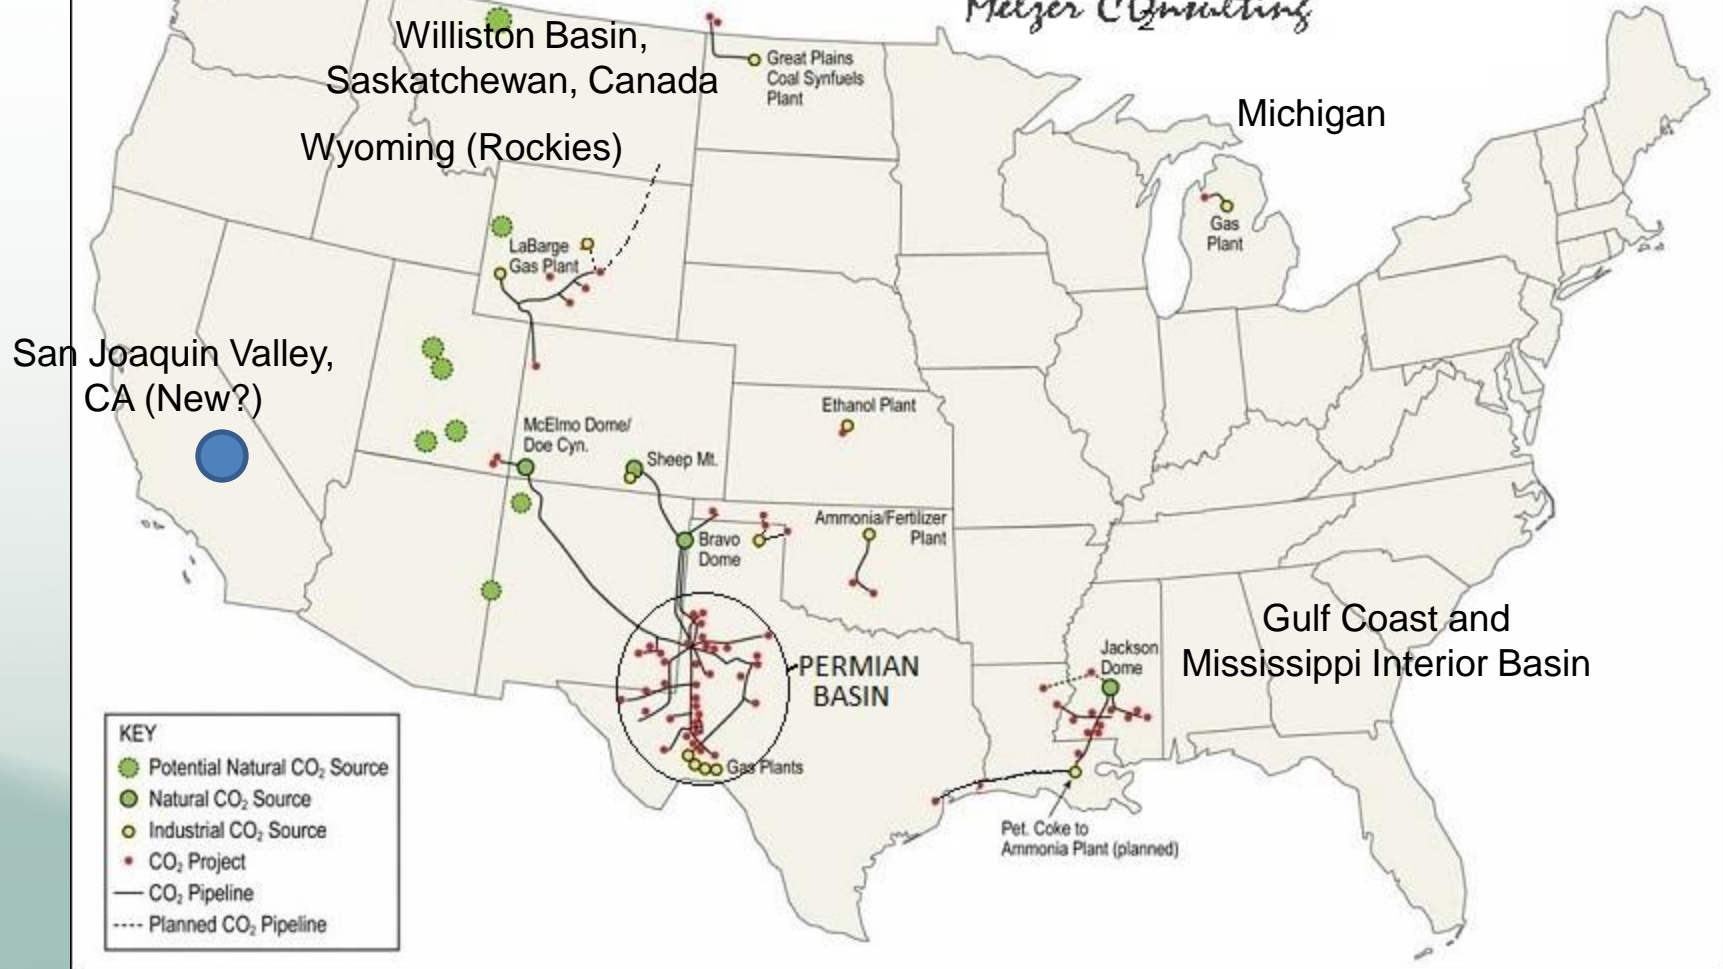 Melzer CO2nsulting
Williston Basin,
Saskatchewan, Canada
Great Plains
Coal Synfuels
Plant
Michigan
Wyoming (Rockies)
Gas
Plant
LaBarge
Gas Plant
San Joaquin Valley,
CA (New?)
Ethanol Plant
McElmo Dome/
Doe Cyn.
Sheep Mt.
Ammonia/Fertilizer
Plant
Bravo
Dome
Gulf Coast and
Mississippi Interior Basin
Jackson
Dome
PERMIAN
BASIN
Gas Plants
Pet. Coke to
Ammonia Plant (planned)
KEY
Potential Natural CO₂ Source
Natural CO₂ Source
Industrial CO₂ Source
CO₂ Project
CO₂ Pipeline
Planned CO₂ Pipeline